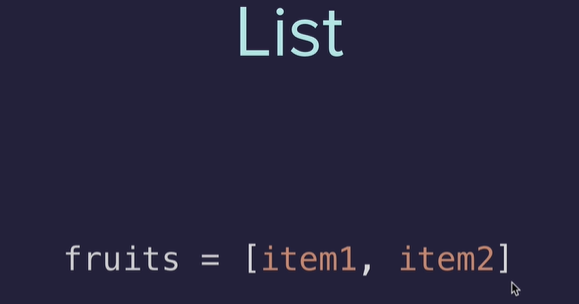 List
fruits = [item1, item2]